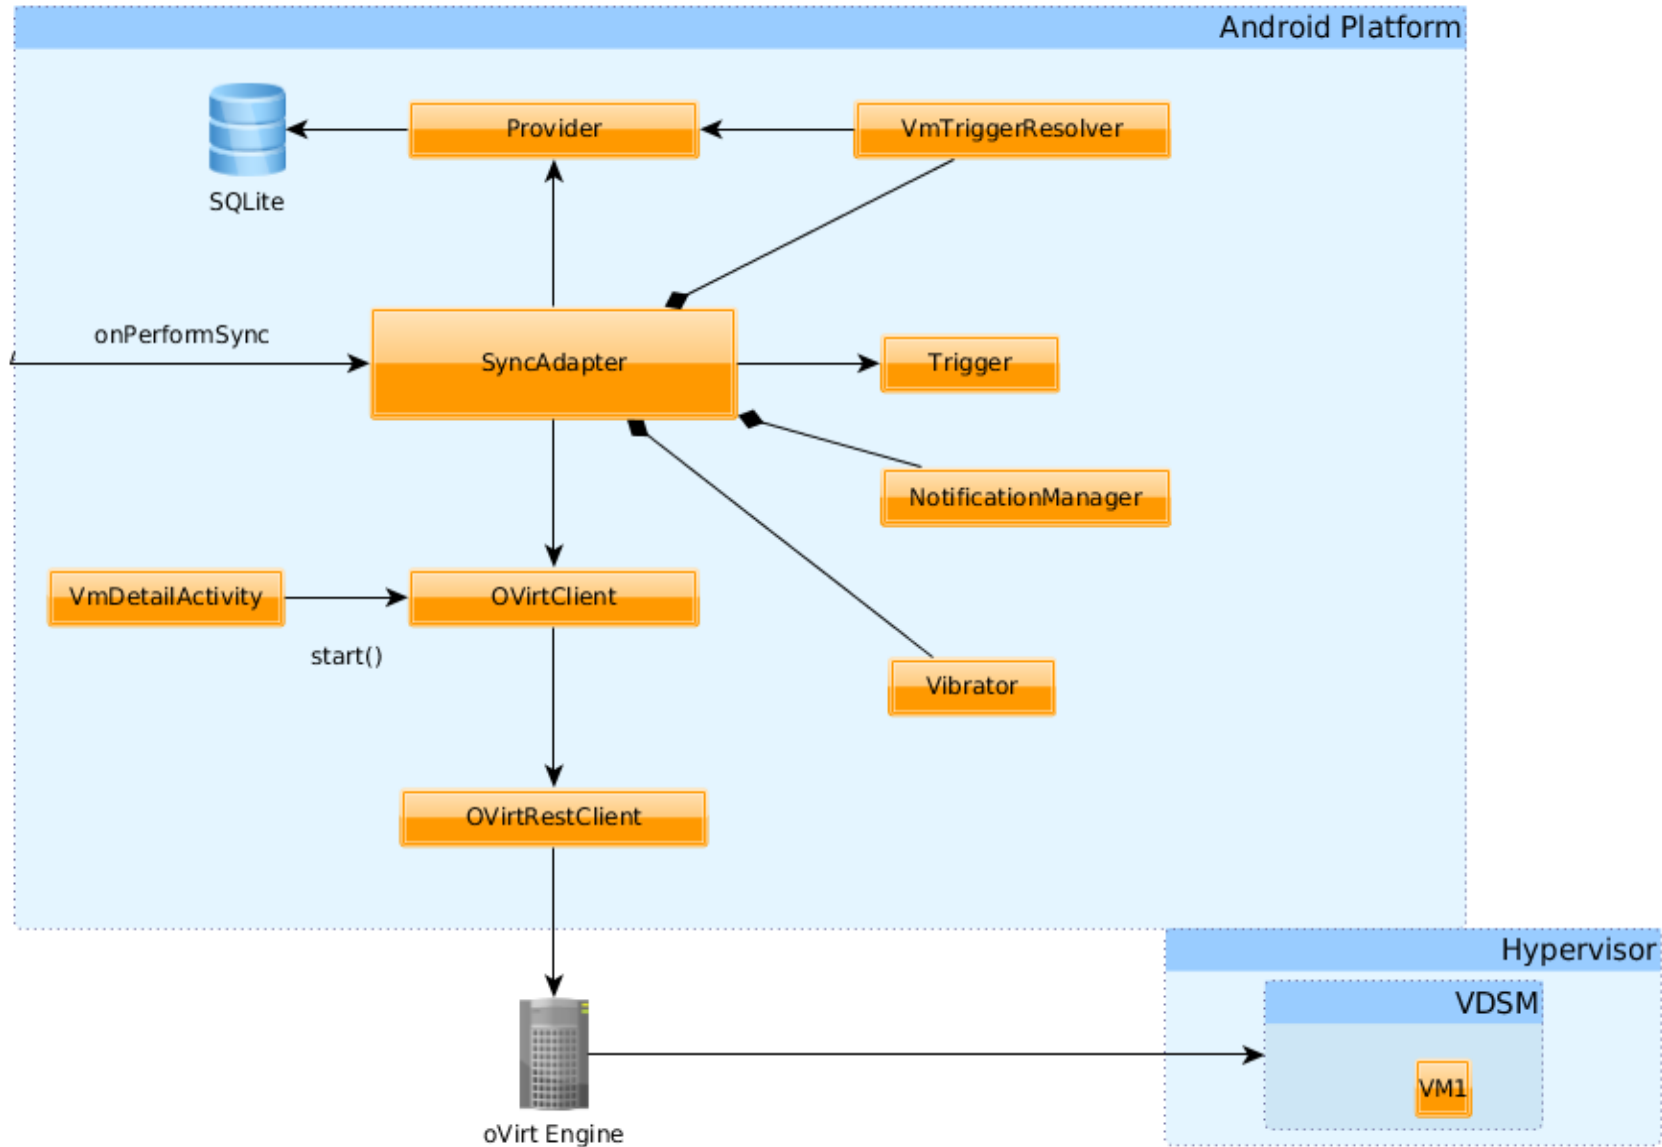 Android Platform
Provider
VmTriggerResolver
SQLite
onPerformSync
SyncAdapter
Trigger
NotificationManager
VmDetailActivity
OVirtClient
start()
Vibrator
OVirtRestClient
Hypervisor
VDSM
VM1
oVirt Engine